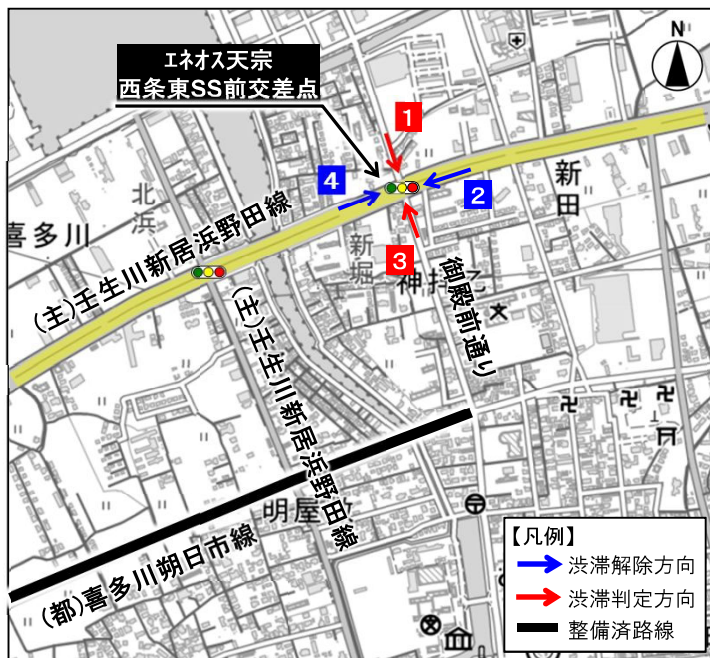 エネオス天宗
西条東SS前交差点
N
1
2
3
4
新田
北浜
喜多川
新堀
御殿前通り
(主)壬生川新居浜野田線
(主)壬生川新居浜野田線
明屋
(都)喜多川朔日市線
【凡例】
渋滞解除方向
渋滞判定方向
整備済路線